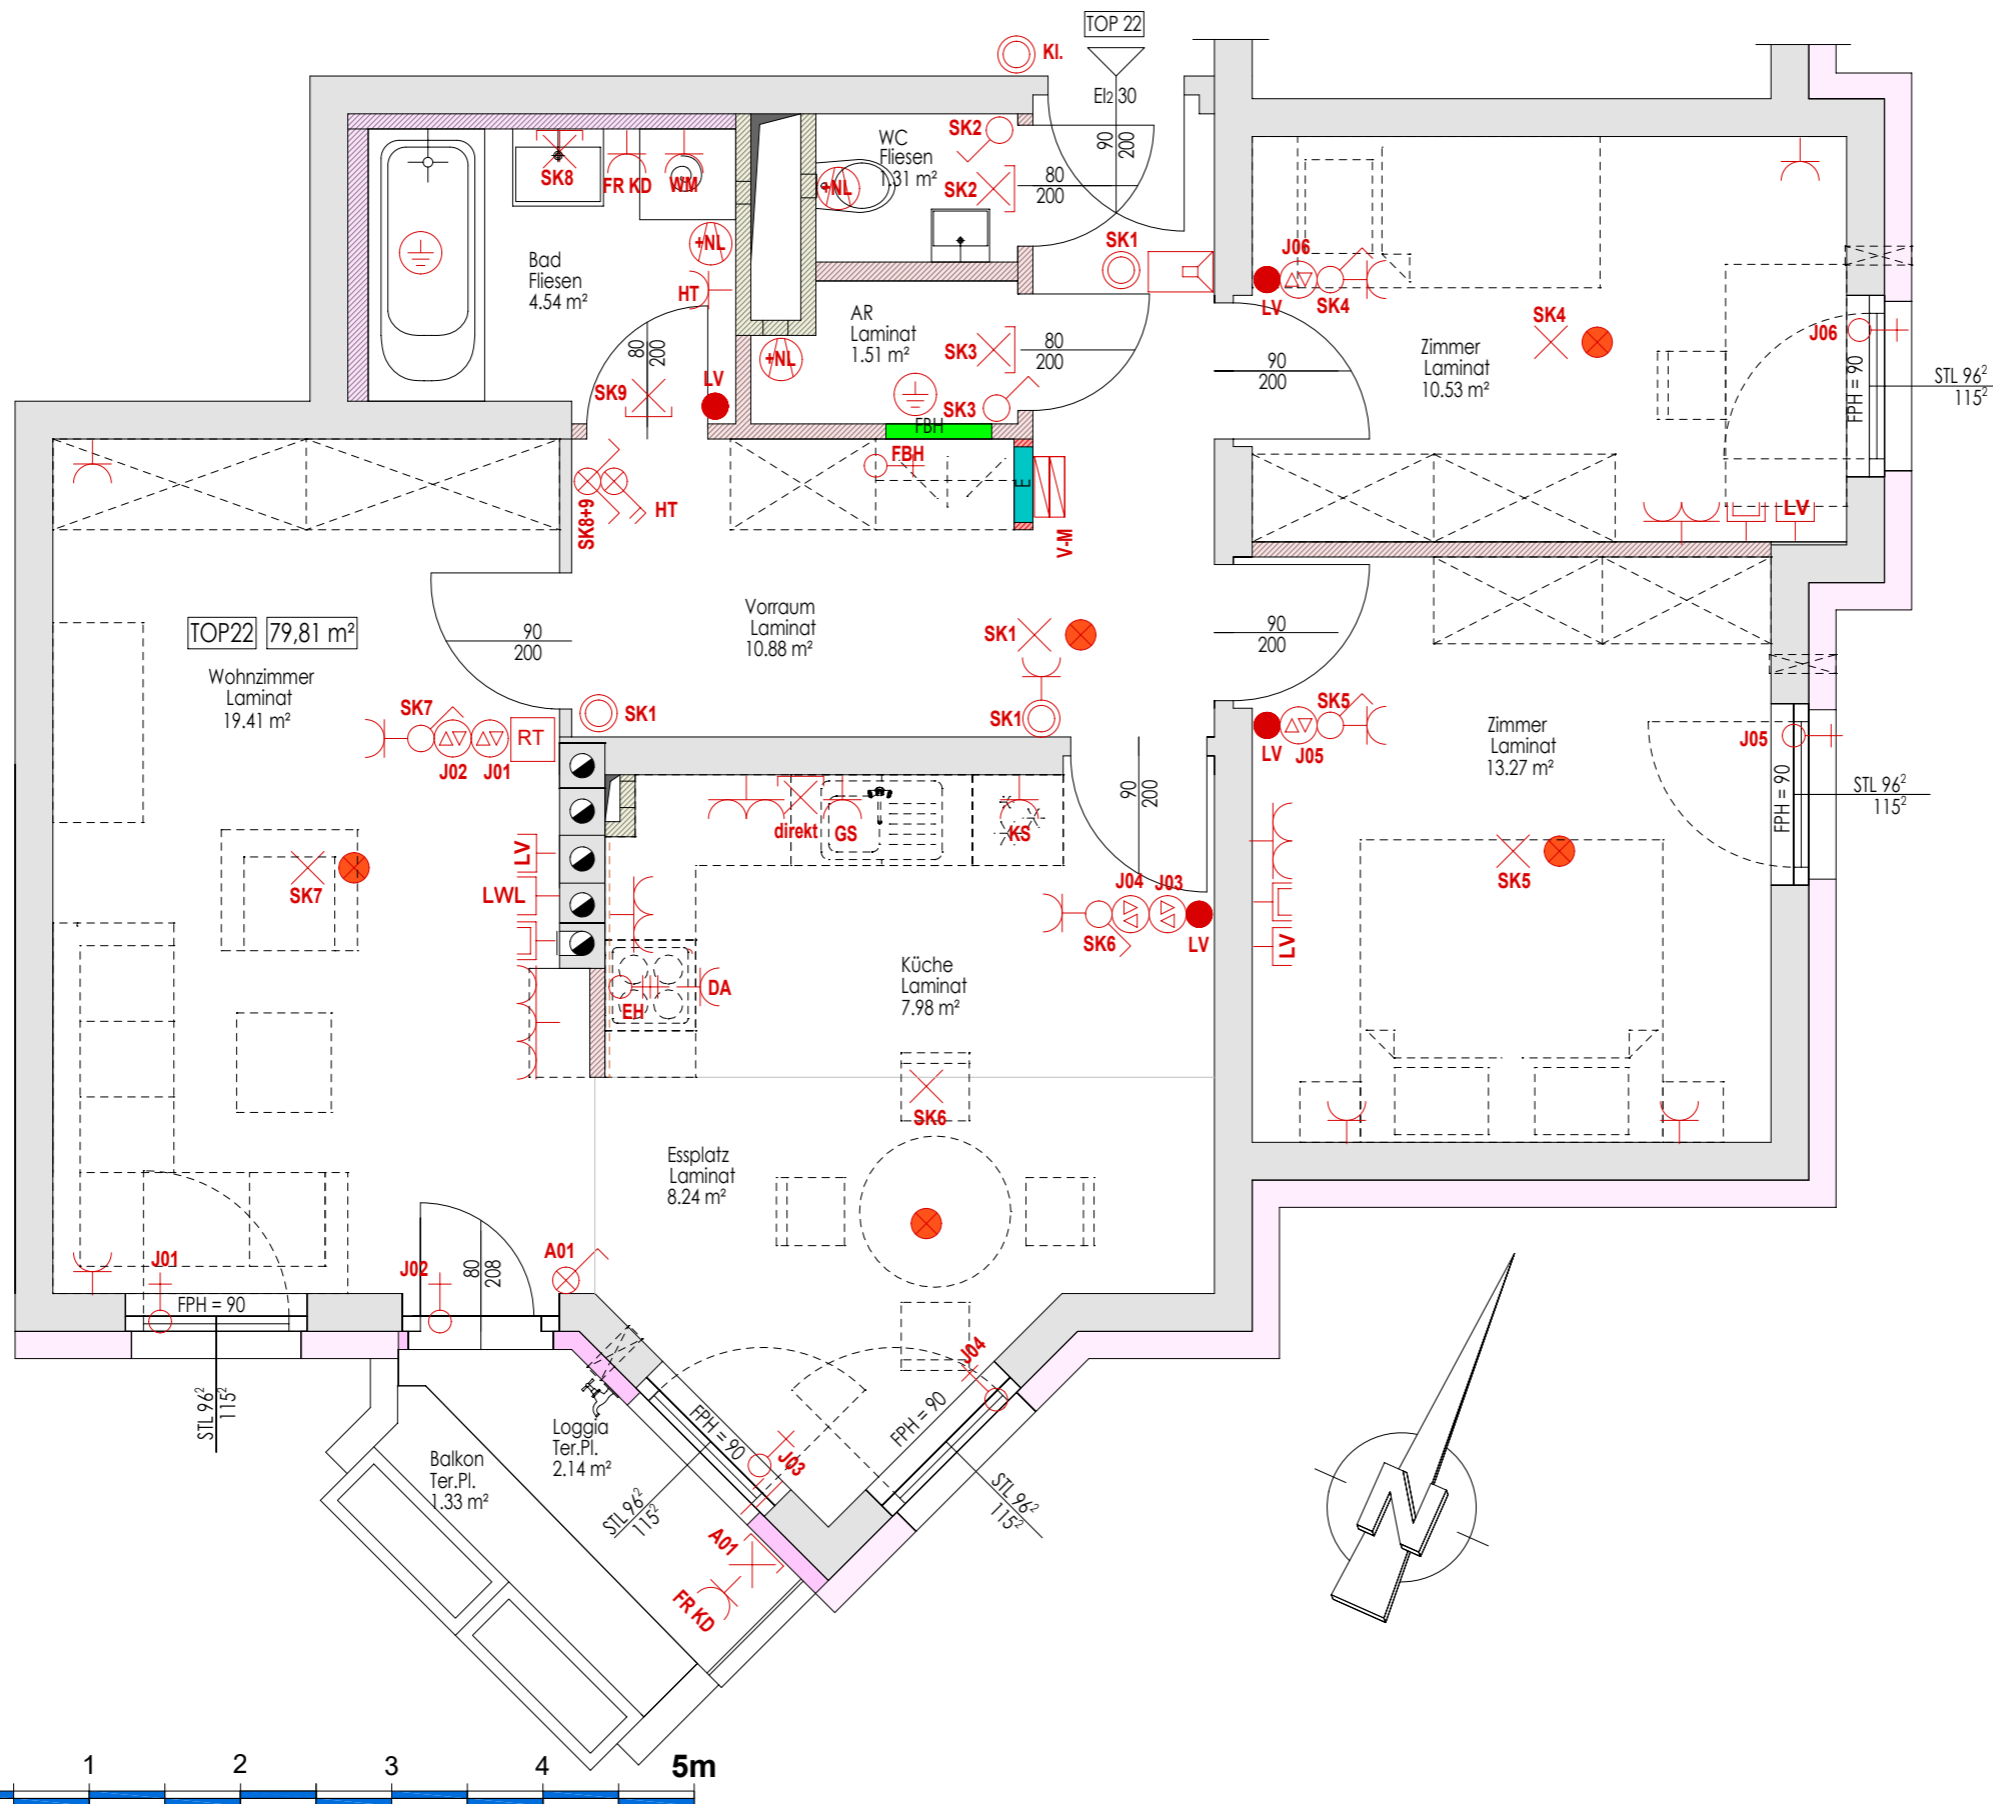 TOP 22
Kl.
EI₂ 30
90
200
WC
Fliesen
1.31 m²
SK2
SK2
80
200
+NL
SK8
FR KD
WM
+NL
Bad
Fliesen
4.54 m²
HT
SK1
J06
LV
SK4
SK4
J06
AR
Laminat
1.51 m²
SK3
80
200
+NL
80
200
LV
SK9
SK3
FBH
FBH
90
200
Zimmer
Laminat
10.53 m²
FPH = 90
STL 96²
115²
SK8+9
HT
E
V-M
LV
TOP22
79,81 m²
Wohnzimmer
Laminat
19.41 m²
90
200
Vorraum
Laminat
10.88 m²
SK1
90
200
SK7
J02
J01
RT
SK1
SK1
SK5
LV
J05
Zimmer
Laminat
13.27 m²
J05
FPH = 90
STL 96²
115²
90
200
direkt
GS
KS
LV
SK7
LWL
J04
J03
SK6
LV
SK5
LV
Küche
Laminat
7.98 m²
EH
DA
SK6
Essplatz
Laminat
8.24 m²
J01
J02
80
208
A01
FPH = 90
STL 96²
115²
J04
FPH = 90
FPH = 90
J03
Loggia
Ter.Pl.
2.14 m²
Balkon
Ter.Pl.
1.33 m²
STL 96²
115²
STL 96²
115²
A01
FR KD
N
1
2
3
4
5m